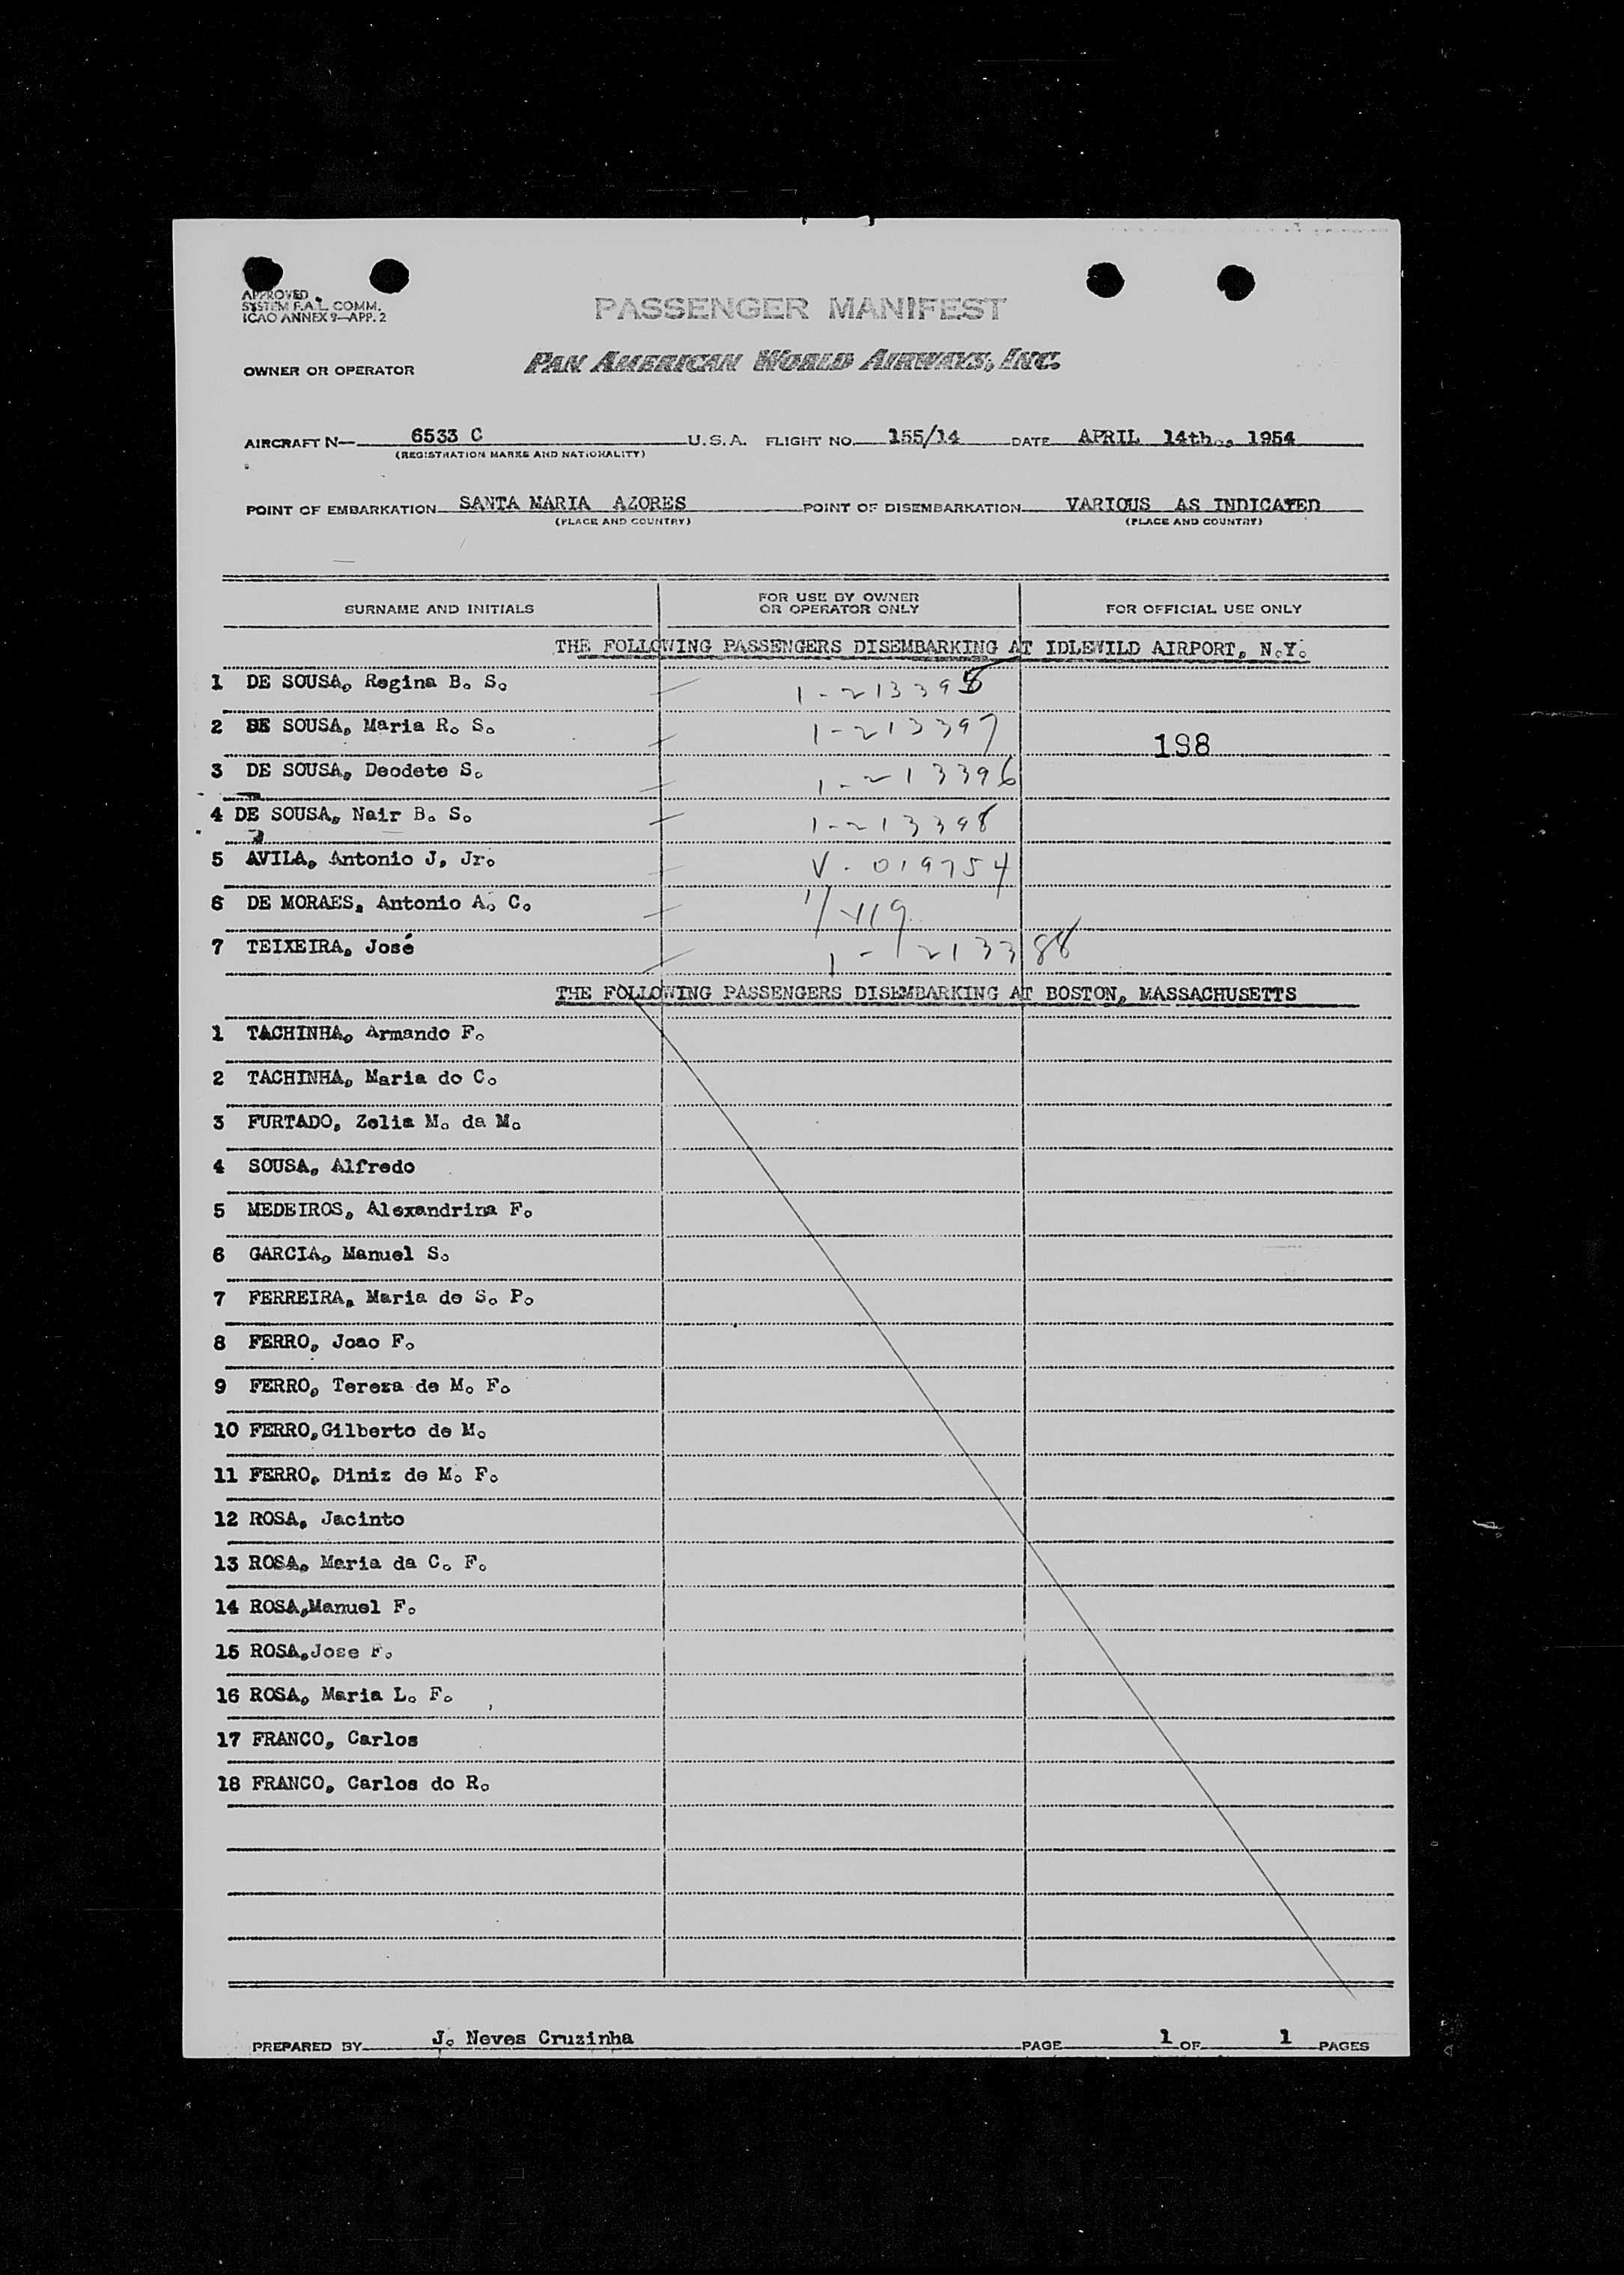 APPROVED
SYSTEM F.A.L. COMM.
ICAO ANNEX 9—APP. 2
PASSENGER MANIFEST
OWNER OR OPERATOR PAN AMERICAN WORLD AIRWAYS, INC.
AIRCRAFT N— 6533 C U.S.A. FLIGHT NO. 155/14 DATE APRIL 14th., 1954
(REGISTRATION MARKS AND NATIONALITY)
POINT OF EMBARKATION SANTA MARIA AZORES POINT OF DISEMBARKATION VARIOUS AS INDICATED
(PLACE AND COUNTRY) (PLACE AND COUNTRY)
SURNAME AND INITIALS FOR USE BY OWNER OR OPERATOR ONLY FOR OFFICIAL USE ONLY
THE FOLLOWING PASSENGERS DISEMBARKING AT IDLEWILD AIRPORT, N.Y.
1 DE SOUSA, Regina B. S. 1-213395
2 DE SOUSA, Maria R. S. 1-213397
198
3 DE SOUSA, Deodete S. 1-213396
4 DE SOUSA, Nair B. S. 1-213398
5 AVILA, Antonio J, Jr. V-019754
6 DE MORAES, Antonio A. C.
7 TEIXEIRA, José 1-213388
THE FOLLOWING PASSENGERS DISEMBARKING AT BOSTON, MASSACHUSETTS
1 TACHINHA, Armando F.
2 TACHINHA, Maria do C.
3 FURTADO, Zelia M. da M.
4 SOUSA, Alfredo
5 MEDEIROS, Alexandrina F.
6 GARCIA, Manuel S.
7 FERREIRA, Maria de S. P.
8 FERRO, Joao F.
9 FERRO, Tereza de M. F.
10 FERRO,Gilberto de M.
11 FERRO, Diniz de M. F.
12 ROSA, Jacinto
13 ROSA, Maria da C. F.
14 ROSA,Manuel F.
15 ROSA,Jose F.
16 ROSA, Maria L. F.
17 FRANCO, Carlos
18 FRANCO, Carlos do R.
PREPARED BY J. Neves Cruzinha PAGE 1 OF 1 PAGES